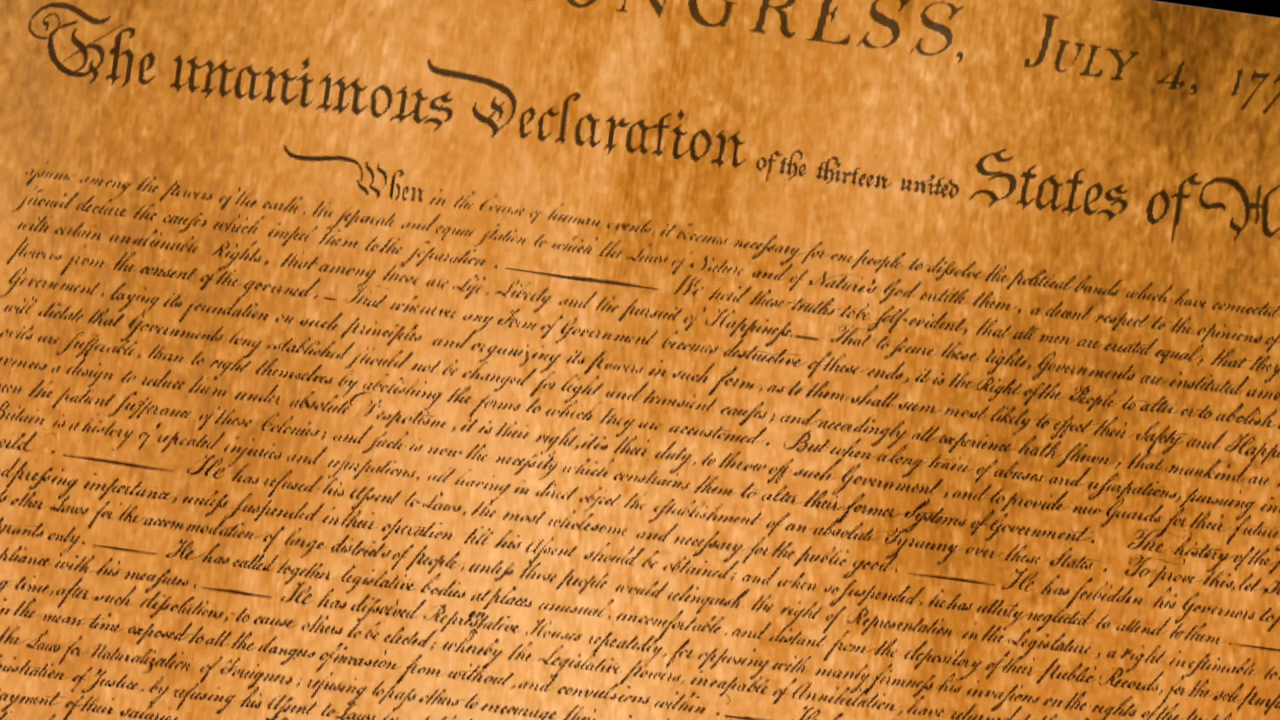 CONGRESS, JULY 4, 177
The unanimous Declaration of the thirteen united States of
When in the Course of human events, it becomes necessary for one people to dissolve the political bands which have connected
assume among the powers of the earth, the separate and equal station to which the Laws of Nature and of Nature's God entitle them, a decent respect to the opinions of
should declare the causes which impel them to the separation. We hold these truths to be self-evident, that all men are created equal, that they
with certain unalienable Rights, that among these are Life, Liberty and the pursuit of Happiness— That to secure these rights, Governments are instituted
powers from the consent of the governed,— That whenever any Form of Government becomes destructive of these ends, it is the Right of the People to alter or to abolish
Government, laying its foundation on such principles and organizing its powers in such form, as to them shall seem most likely to effect their Safety and
will dictate that Governments long established should not be changed for light and transient causes; and accordingly all experience hath shewn, that mankind are
evils are sufferable, than to right themselves by abolishing the forms to which they are accustomed. But when a long train of abuses and usurpations, pursuing
a design to reduce them under absolute Despotism, it is their right, it is their duty, to throw off such Government, and to provide new Guards for their future
the patient sufferance of these Colonies; and such is now the necessity which constrains them to alter their former Systems of Government. The history of the
Britain is a history of repeated injuries and usurpations, all having in direct object the establishment of an absolute Tyranny over these States. To prove this, let
He has refused his Assent to Laws, the most wholesome and necessary for the public good. He has forbidden his Governors to
pressing importance, unless suspended in their operation till his Assent should be obtained; and when so suspended, he has utterly neglected to attend to them.
other Laws for the accommodation of large districts of people, unless those people would relinquish the right of Representation in the Legislature, a right inestimable to
only. He has called together legislative bodies at places unusual, uncomfortable, and distant from the depository of their Public Records, for the sole
with his measures. He has dissolved Representative Houses repeatedly, for opposing with manly firmness his invasions on the rights of the
time, after such dissolutions, to cause others to be elected; whereby the Legislative powers, incapable of Annihilation, have
in the mean time exposed to all the dangers of invasion from without, and convulsions within.
the Laws for Naturalization of Foreigners; refusing to pass others to encourage
of Justice, by refusing his Assent to Laws
of their salaries